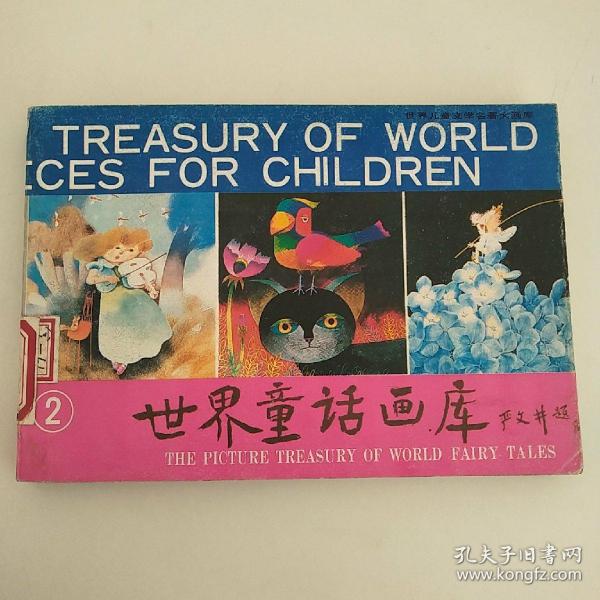 世界儿童文学名著大画库
TREASURY OF WORLD
ECES FOR CHILDREN
2
世界童话画库
严文井题
THE PICTURE TREASURY OF WORLD FAIRY TALES
孔夫子旧书网
www.kongfz.com